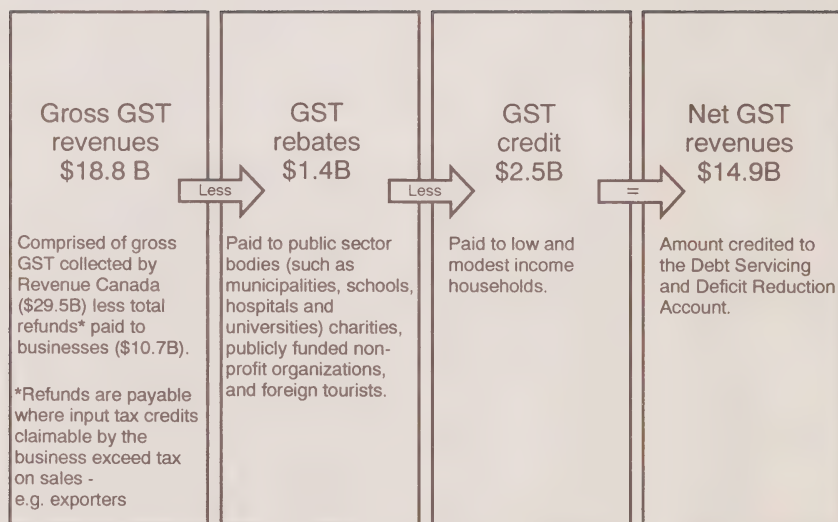 Gross GST
revenues
$18.8 B
Less
Comprised of gross
GST collected by
Revenue Canada
($29.5B) less total
refunds* paid to
businesses ($10.7B).
*Refunds are payable
where input tax credits
claimable by the
business exceed tax
on sales -
e.g. exporters
GST
rebates
$1.4B
Less
Paid to public sector
bodies (such as
municipalities, schools,
hospitals and
universities) charities,
publicly funded non-
profit organizations,
and foreign tourists.
GST
credit
$2.5B
=
Paid to low and
modest income
households.
Net GST
revenues
$14.9B
Amount credited to
the Debt Servicing
and Deficit Reduction
Account.